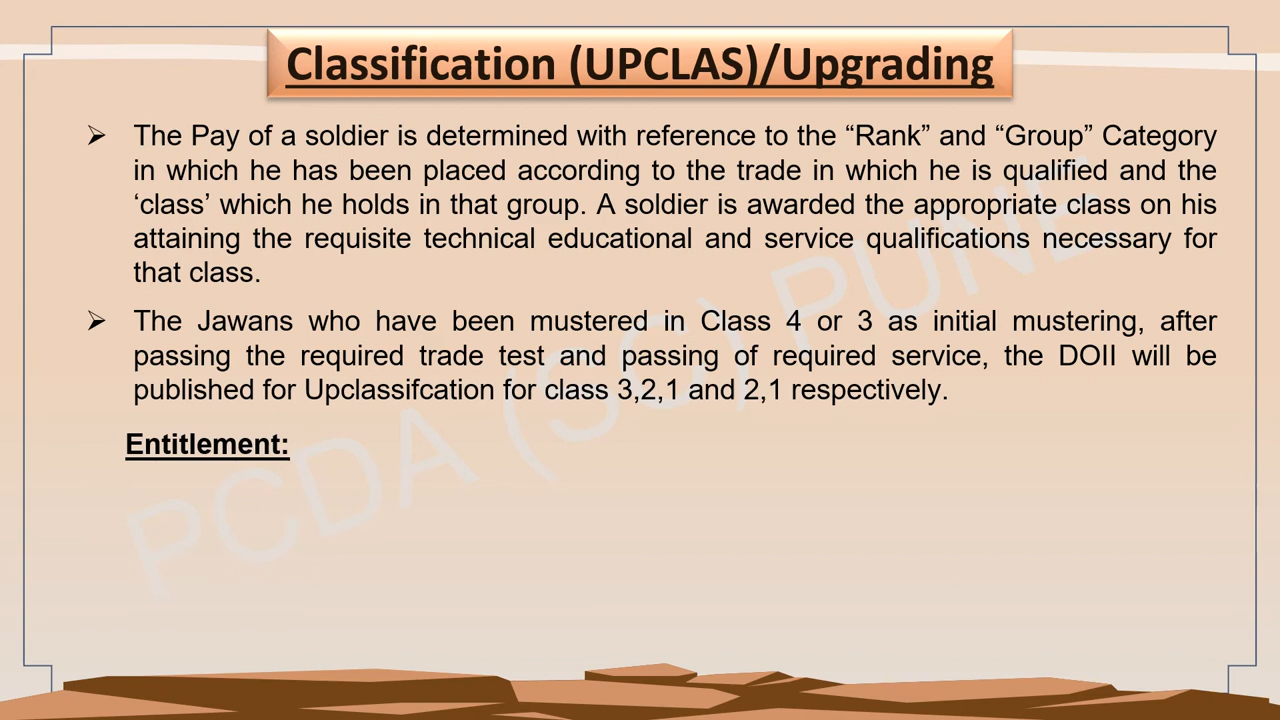 Classification (UPCLAS)/Upgrading
➢ The Pay of a soldier is determined with reference to the “Rank” and “Group” Category
in which he has been placed according to the trade in which he is qualified and the
‘class’ which he holds in that group. A soldier is awarded the appropriate class on his
attaining the requisite technical educational and service qualifications necessary for
that class.
➢ The Jawans who have been mustered in Class 4 or 3 as initial mustering, after
passing the required trade test and passing of required service, the DOII will be
published for Upclassifcation for class 3,2,1 and 2,1 respectively.
Entitlement:
PCDA (SC) PUNE